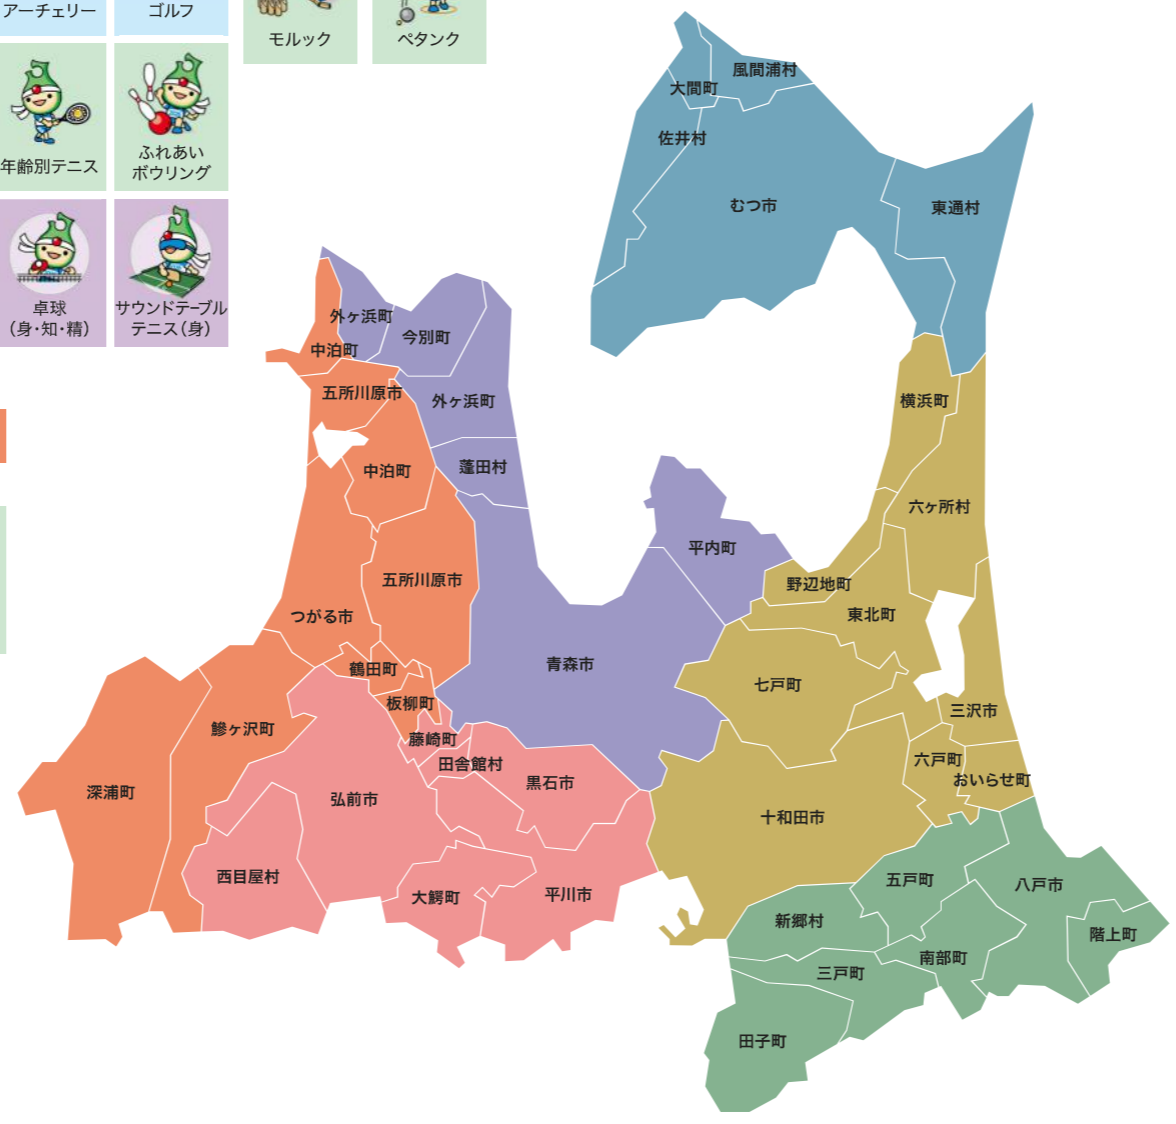 アーチェリー
ゴルフ
モルック
ペタンク
年齢別テニス
ふれあい
ボウリング
卓球
（身・知・精）
サウンドテーブル
テニス（身）
風間浦村
大間町
佐井村
むつ市
東通村
外ヶ浜町
今別町
中泊町
五所川原市
外ヶ浜町
横浜町
中泊町
蓬田村
六ヶ所村
平内町
五所川原市
野辺地町
つがる市
東北町
青森市
鶴田町
七戸町
板柳町
三沢市
鰺ヶ沢町
藤崎町
田舎館村
六戸町
おいらせ町
黒石市
深浦町
弘前市
十和田市
西目屋村
五戸町
八戸市
大鰐町
平川市
新郷村
階上町
南部町
三戸町
田子町